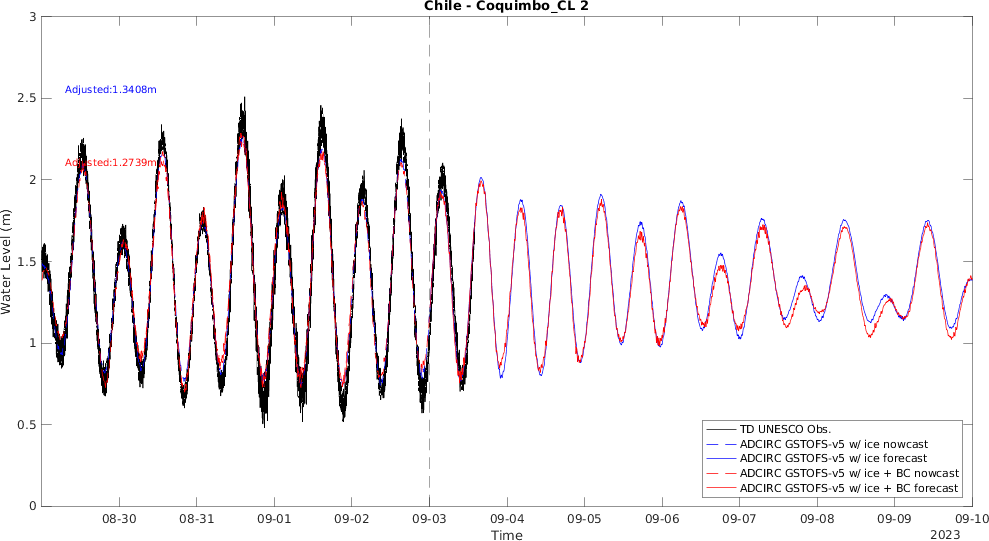 Chile - Coquimbo_CL 2
3
2.5
2
1.5
1
0.5
0
Water Level (m)
Adjusted:1.3408m
Adjusted:1.2739m
TD UNESCO Obs.
ADCIRC GSTOFS-v5 w/ ice nowcast
ADCIRC GSTOFS-v5 w/ ice forecast
ADCIRC GSTOFS-v5 w/ ice + BC nowcast
ADCIRC GSTOFS-v5 w/ ice + BC forecast
08-30 08-31 09-01 09-02 09-03 09-04 09-05 09-06 09-07 09-08 09-09 09-10
Time
2023